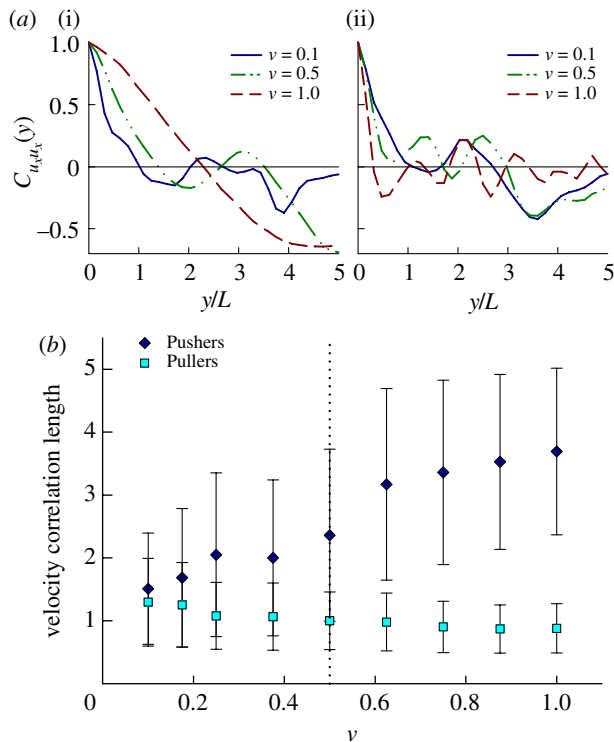 (a) (i)
(ii)
1.0
0.5
0
−0.5
C_{u_x u_x}(y)
v = 0.1
v = 0.5
v = 1.0
v = 0.1
v = 0.5
v = 1.0
0 1 2 3 4 5
y/L
0 1 2 3 4 5
y/L
(b)
Pushers
Pullers
velocity correlation length
5
4
3
2
1
0 0.2 0.4 0.6 0.8 1.0
v